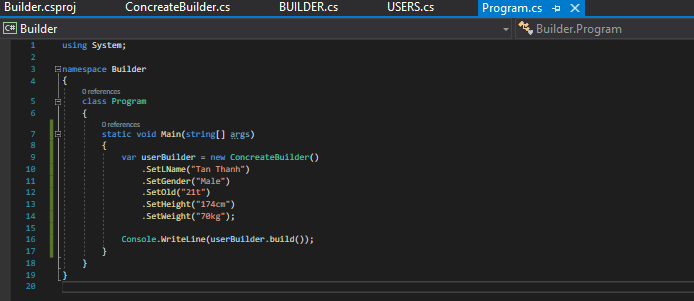 Builder.csproj ConcreateBuilder.cs BUILDER.cs USERS.cs Program.cs
Builder Builder.Program
1 using System;
2
3 namespace Builder
4 {
0 references
5 class Program
6 {
0 references
7 static void Main(string[] args)
8 {
9 var userBuilder = new ConcreateBuilder()
10 .SetLName("Tan Thanh")
11 .SetGender("Male")
12 .SetOld("21t")
13 .SetHeight("174cm")
14 .SetWeight("70kg");
15
16 Console.WriteLine(userBuilder.build());
17 }
18 }
19 }
20